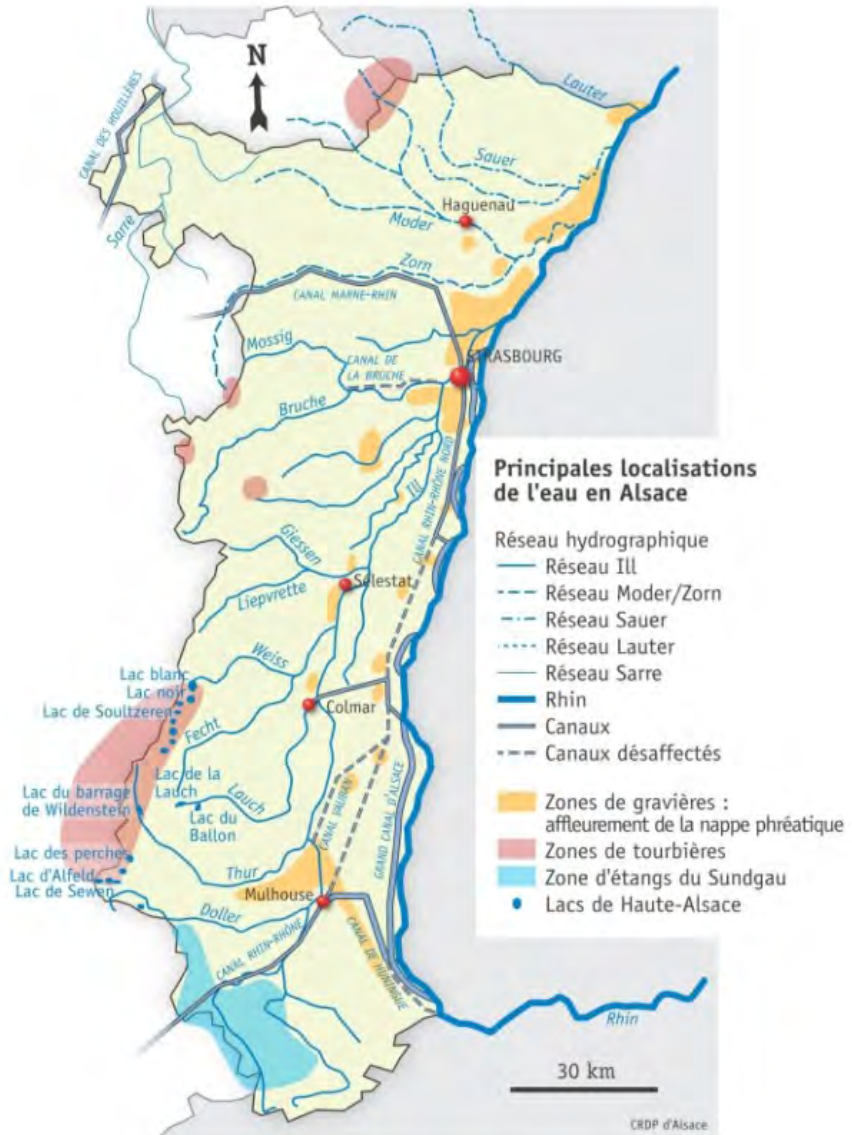 N
CANAL DES HOUILLÈRES
Lauter
Sauer
Haguenau
Moder
Sarre
Zorn
CANAL MARNE-RHIN
Mossig
CANAL DE
LA BRUCHE
STRASBOURG
Bruche
Ill
CANAL RHIN-RHÔNE NORD
Giessen
Sélestat
Liepvrette
Weiss
Lac blanc
Lac noir
Lac de Soultzeren
Fecht
Colmar
Lac de la
Lauch
Lac du barrage
de Wildenstein
Lauch
Lac du
Ballon
CANAL VAUBAN
GRAND CANAL D'ALSACE
Lac des perches
Thur
Lac d'Alfeld
Lac de Sewen
Mulhouse
Doller
CANAL RHIN-RHÔNE
CANAL DE HUNINGUE
Rhin
Principales localisations
de l'eau en Alsace
Réseau hydrographique
Réseau Ill
Réseau Moder/Zorn
Réseau Sauer
Réseau Lauter
Réseau Sarre
Rhin
Canaux
Canaux désaffectés
Zones de gravières :
affleurement de la nappe phréatique
Zones de tourbières
Zone d'étangs du Sundgau
Lacs de Haute-Alsace
30 km
CRDP d'Alsace